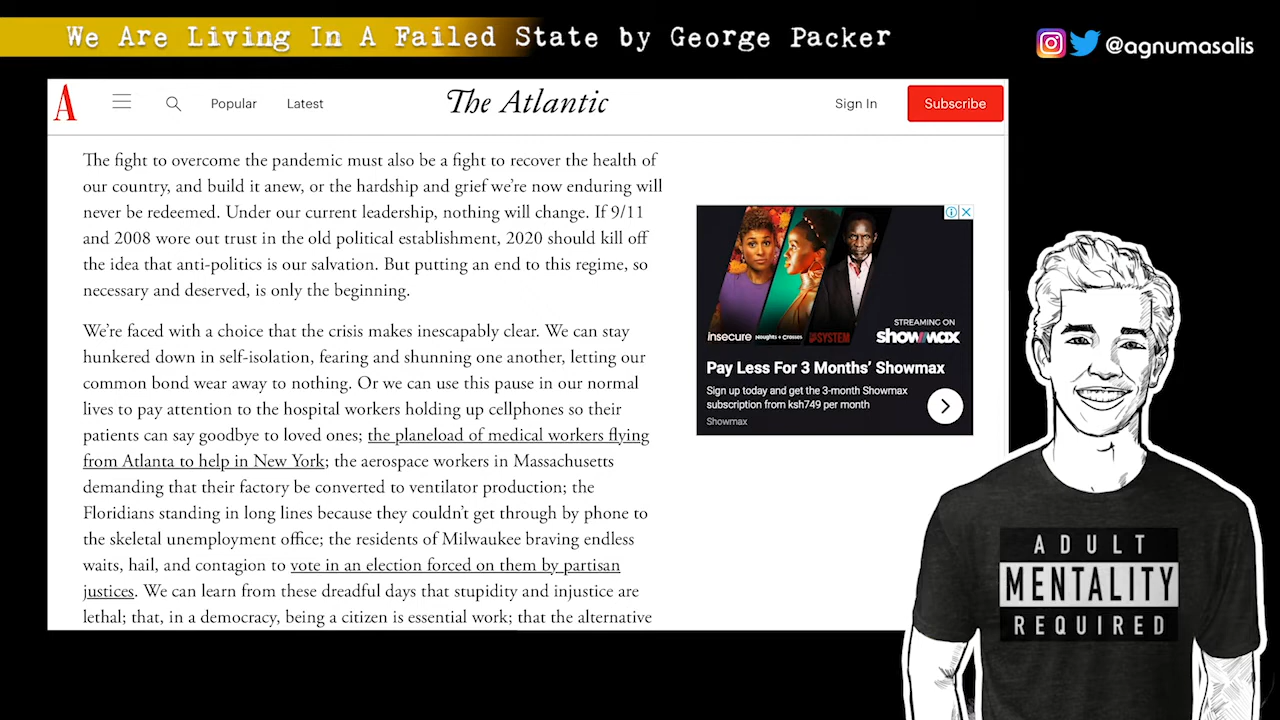 We Are Living In A Failed State by George Packer
@agnumasalis
A
Popular
Latest
The Atlantic
Sign In
Subscribe
The fight to overcome the pandemic must also be a fight to recover the health of
our country, and build it anew, or the hardship and grief we’re now enduring will
never be redeemed. Under our current leadership, nothing will change. If 9/11
and 2008 wore out trust in the old political establishment, 2020 should kill off
the idea that anti-politics is our salvation. But putting an end to this regime, so
necessary and deserved, is only the beginning.
We’re faced with a choice that the crisis makes inescapably clear. We can stay
hunkered down in self-isolation, fearing and shunning one another, letting our
common bond wear away to nothing. Or we can use this pause in our normal
lives to pay attention to the hospital workers holding up cellphones so their
patients can say goodbye to loved ones; the planeload of medical workers flying
from Atlanta to help in New York; the aerospace workers in Massachusetts
demanding that their factory be converted to ventilator production; the
Floridians standing in long lines because they couldn’t get through by phone to
the skeletal unemployment office; the residents of Milwaukee braving endless
waits, hail, and contagion to vote in an election forced on them by partisan
justices. We can learn from these dreadful days that stupidity and injustice are
lethal; that, in a democracy, being a citizen is essential work; that the alternative
insecure
Noughts + Crosses
SYSTEM
STREAMING ON
showmax
Pay Less For 3 Months’ Showmax
Sign up today and get the 3-month Showmax
subscription from ksh749 per month
Showmax
ADULT
MENTALITY
REQUIRED